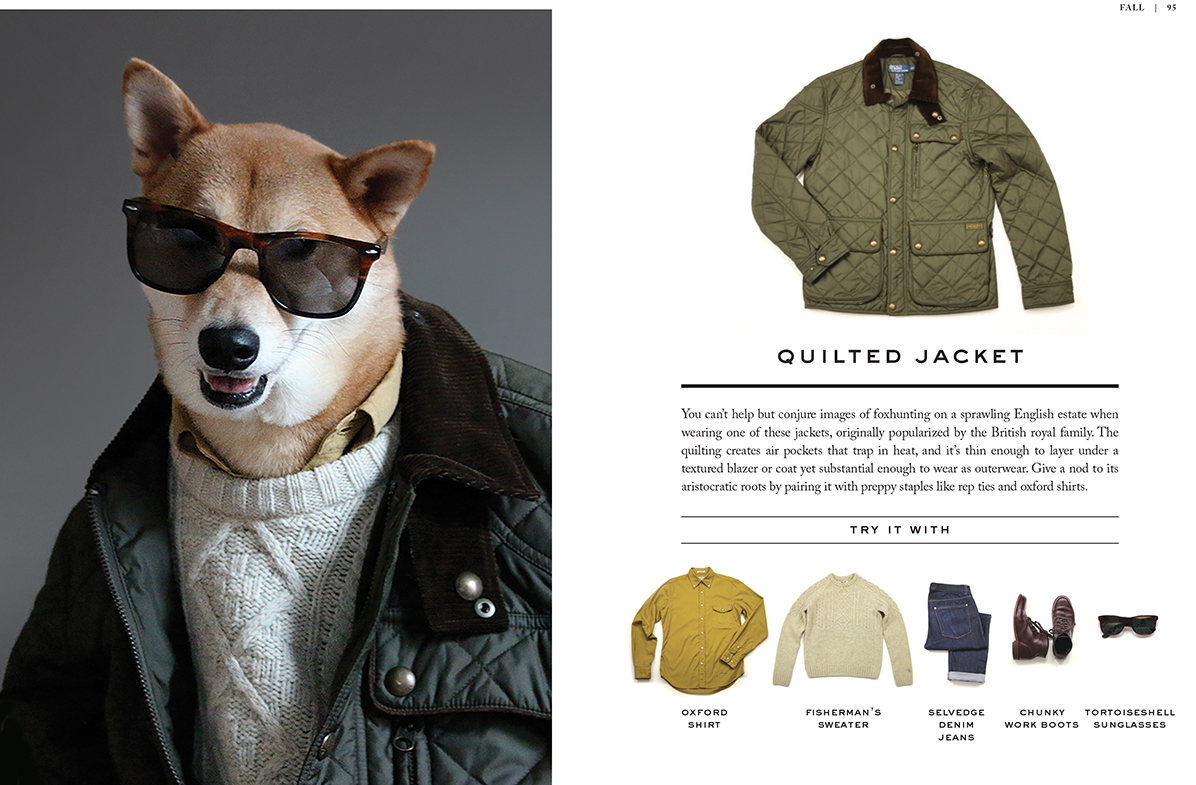 FALL | 95
QUILTED JACKET
You can't help but conjure images of foxhunting on a sprawling English estate when
wearing one of these jackets, originally popularized by the British royal family. The
quilting creates air pockets that trap in heat, and it's thin enough to layer under a
textured blazer or coat yet substantial enough to wear as outerwear. Give a nod to its
aristocratic roots by pairing it with preppy staples like rep ties and oxford shirts.
TRY IT WITH
OXFORD
SHIRT
FISHERMAN'S
SWEATER
SELVEDGE
DENIM
JEANS
CHUNKY
WORK BOOTS
TORTOISESHELL
SUNGLASSES